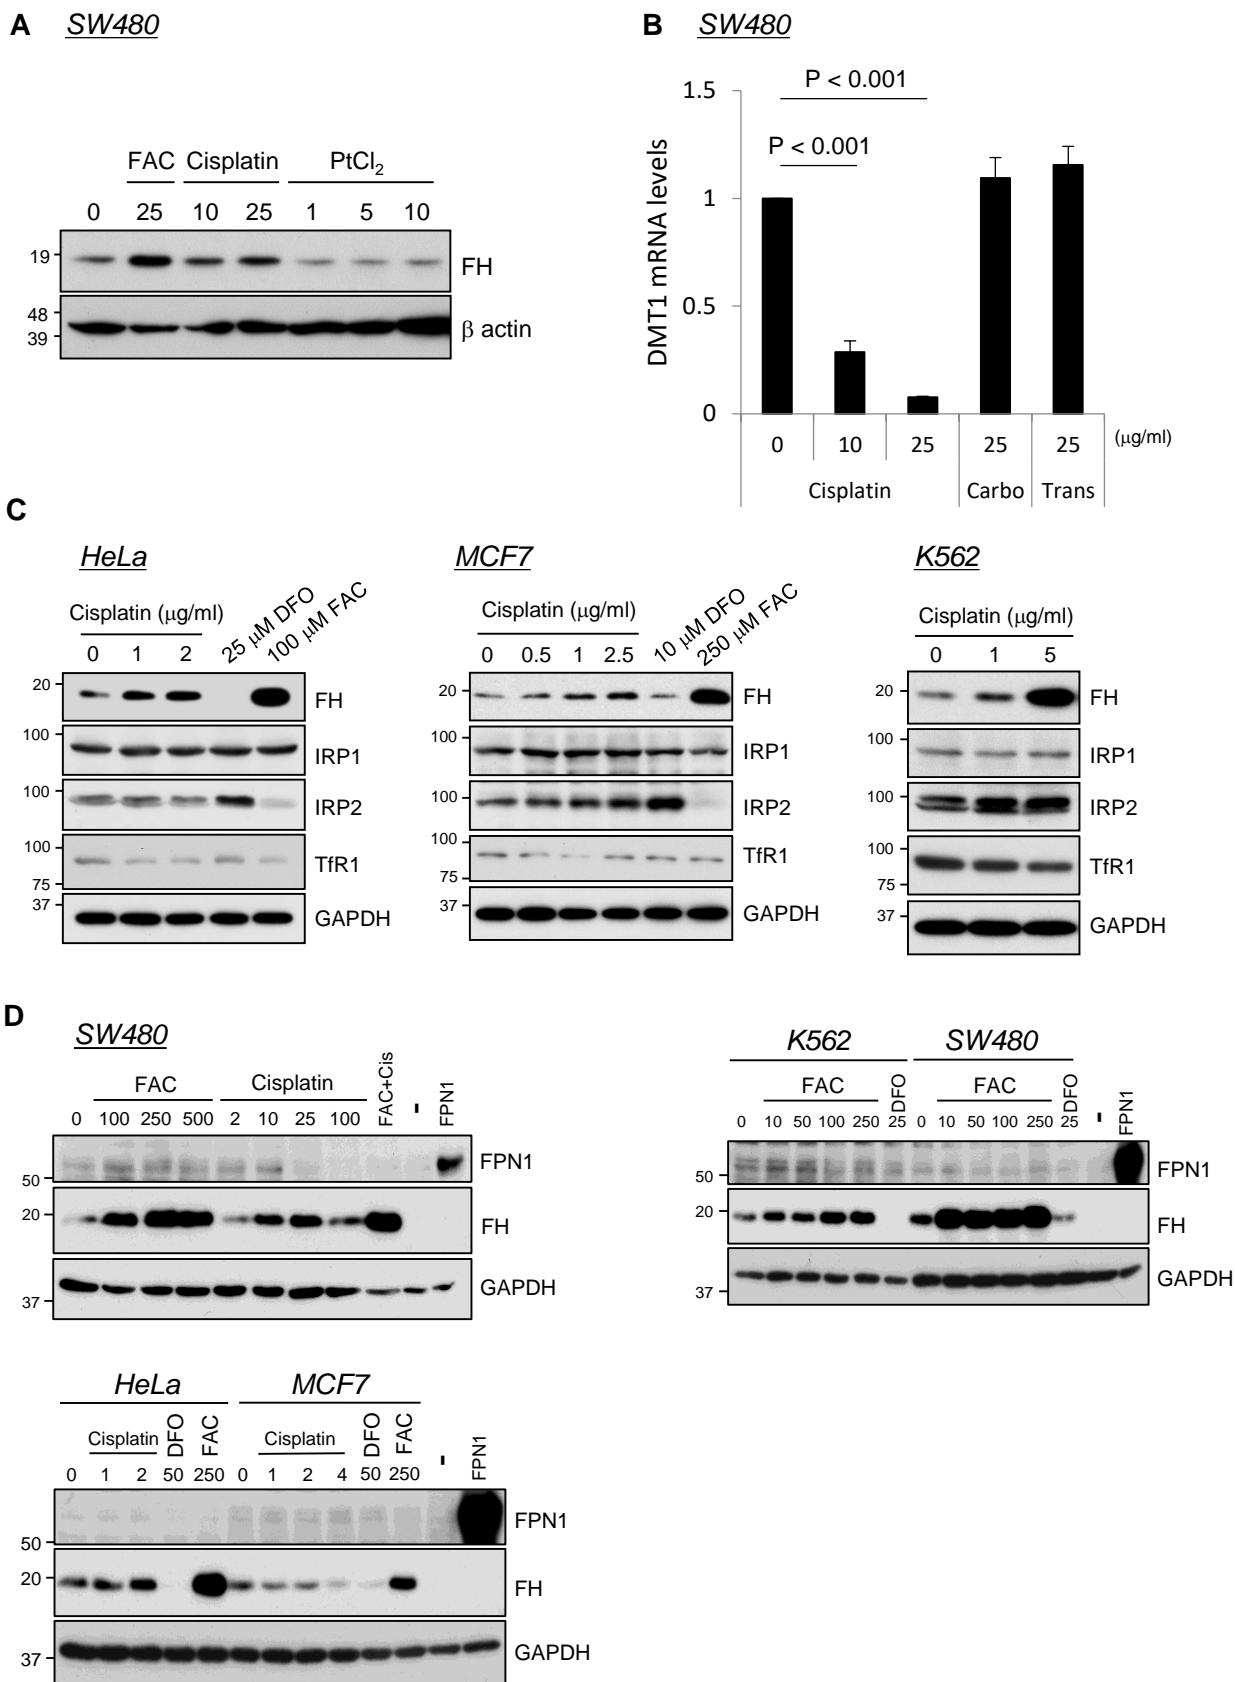 A SW480
FAC Cisplatin PtCl2
0 25 10 25 1 5 10
19
FH
48
39
β actin
B SW480
P < 0.001
P < 0.001
DMT1 mRNA levels
1.5
1
0.5
0
0 10 25 25 25 (μg/ml)
Cisplatin Carbo Trans
C
HeLa
Cisplatin (μg/ml) 25 μM DFO 100 μM FAC
0 1 2
20
FH
100
IRP1
100
IRP2
100
TfR1
75
37
GAPDH
MCF7
Cisplatin (μg/ml) 10 μM DFO 250 μM FAC
0 0.5 1 2.5
20
FH
100
IRP1
100
IRP2
100
TfR1
75
37
GAPDH
K562
Cisplatin (μg/ml)
0 1 5
20
FH
100
IRP1
100
IRP2
100
TfR1
75
37
GAPDH
D
SW480
FAC Cisplatin FAC+Cis - FPN1
0 100 250 500 2 10 25 100
FPN1
50
20
FH
GAPDH
37
K562 SW480
FAC DFO FAC DFO - FPN1
0 10 50 100 250 25 0 10 50 100 250 25
FPN1
50
20
FH
GAPDH
37
HeLa MCF7
Cisplatin DFO FAC Cisplatin DFO FAC - FPN1
0 1 2 50 250 0 1 2 4 50 250
FPN1
50
20
FH
GAPDH
37